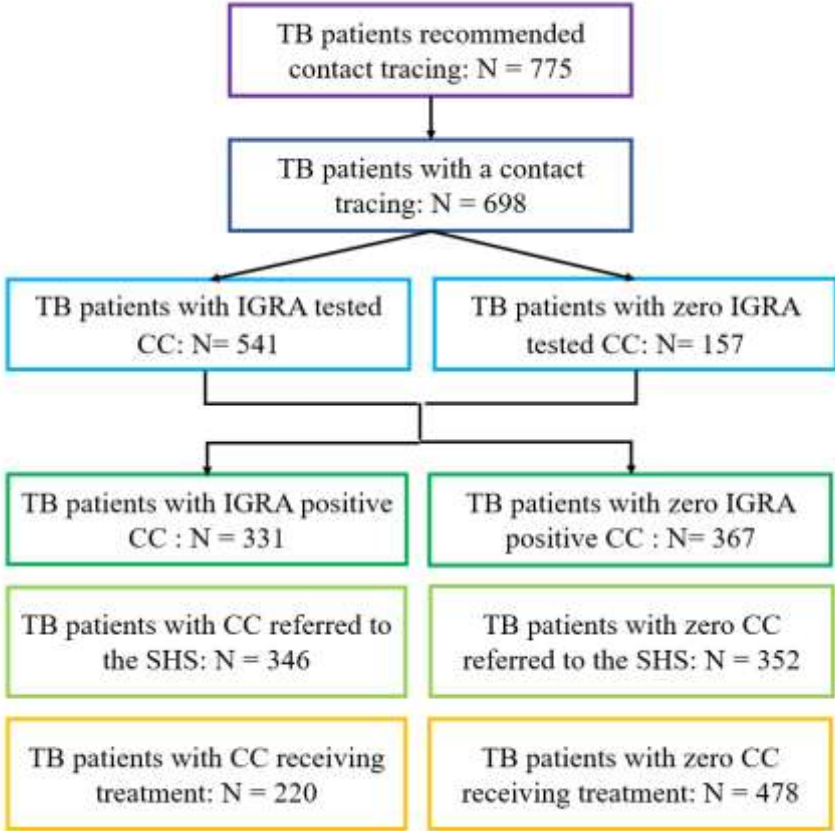 TB patients recommended
contact tracing: N = 775
TB patients with a contact
tracing: N = 698
TB patients with IGRA tested
CC: N= 541
TB patients with zero IGRA
tested CC: N= 157
TB patients with IGRA positive
CC : N = 331
TB patients with zero IGRA
positive CC : N= 367
TB patients with CC referred to
the SHS: N = 346
TB patients with zero CC
referred to the SHS: N = 352
TB patients with CC receiving
treatment: N = 220
TB patients with zero CC
receiving treatment: N = 478